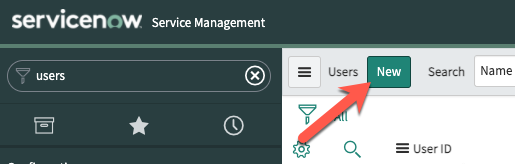 servicenow Service Management
users
Users New Search Name
All
User ID